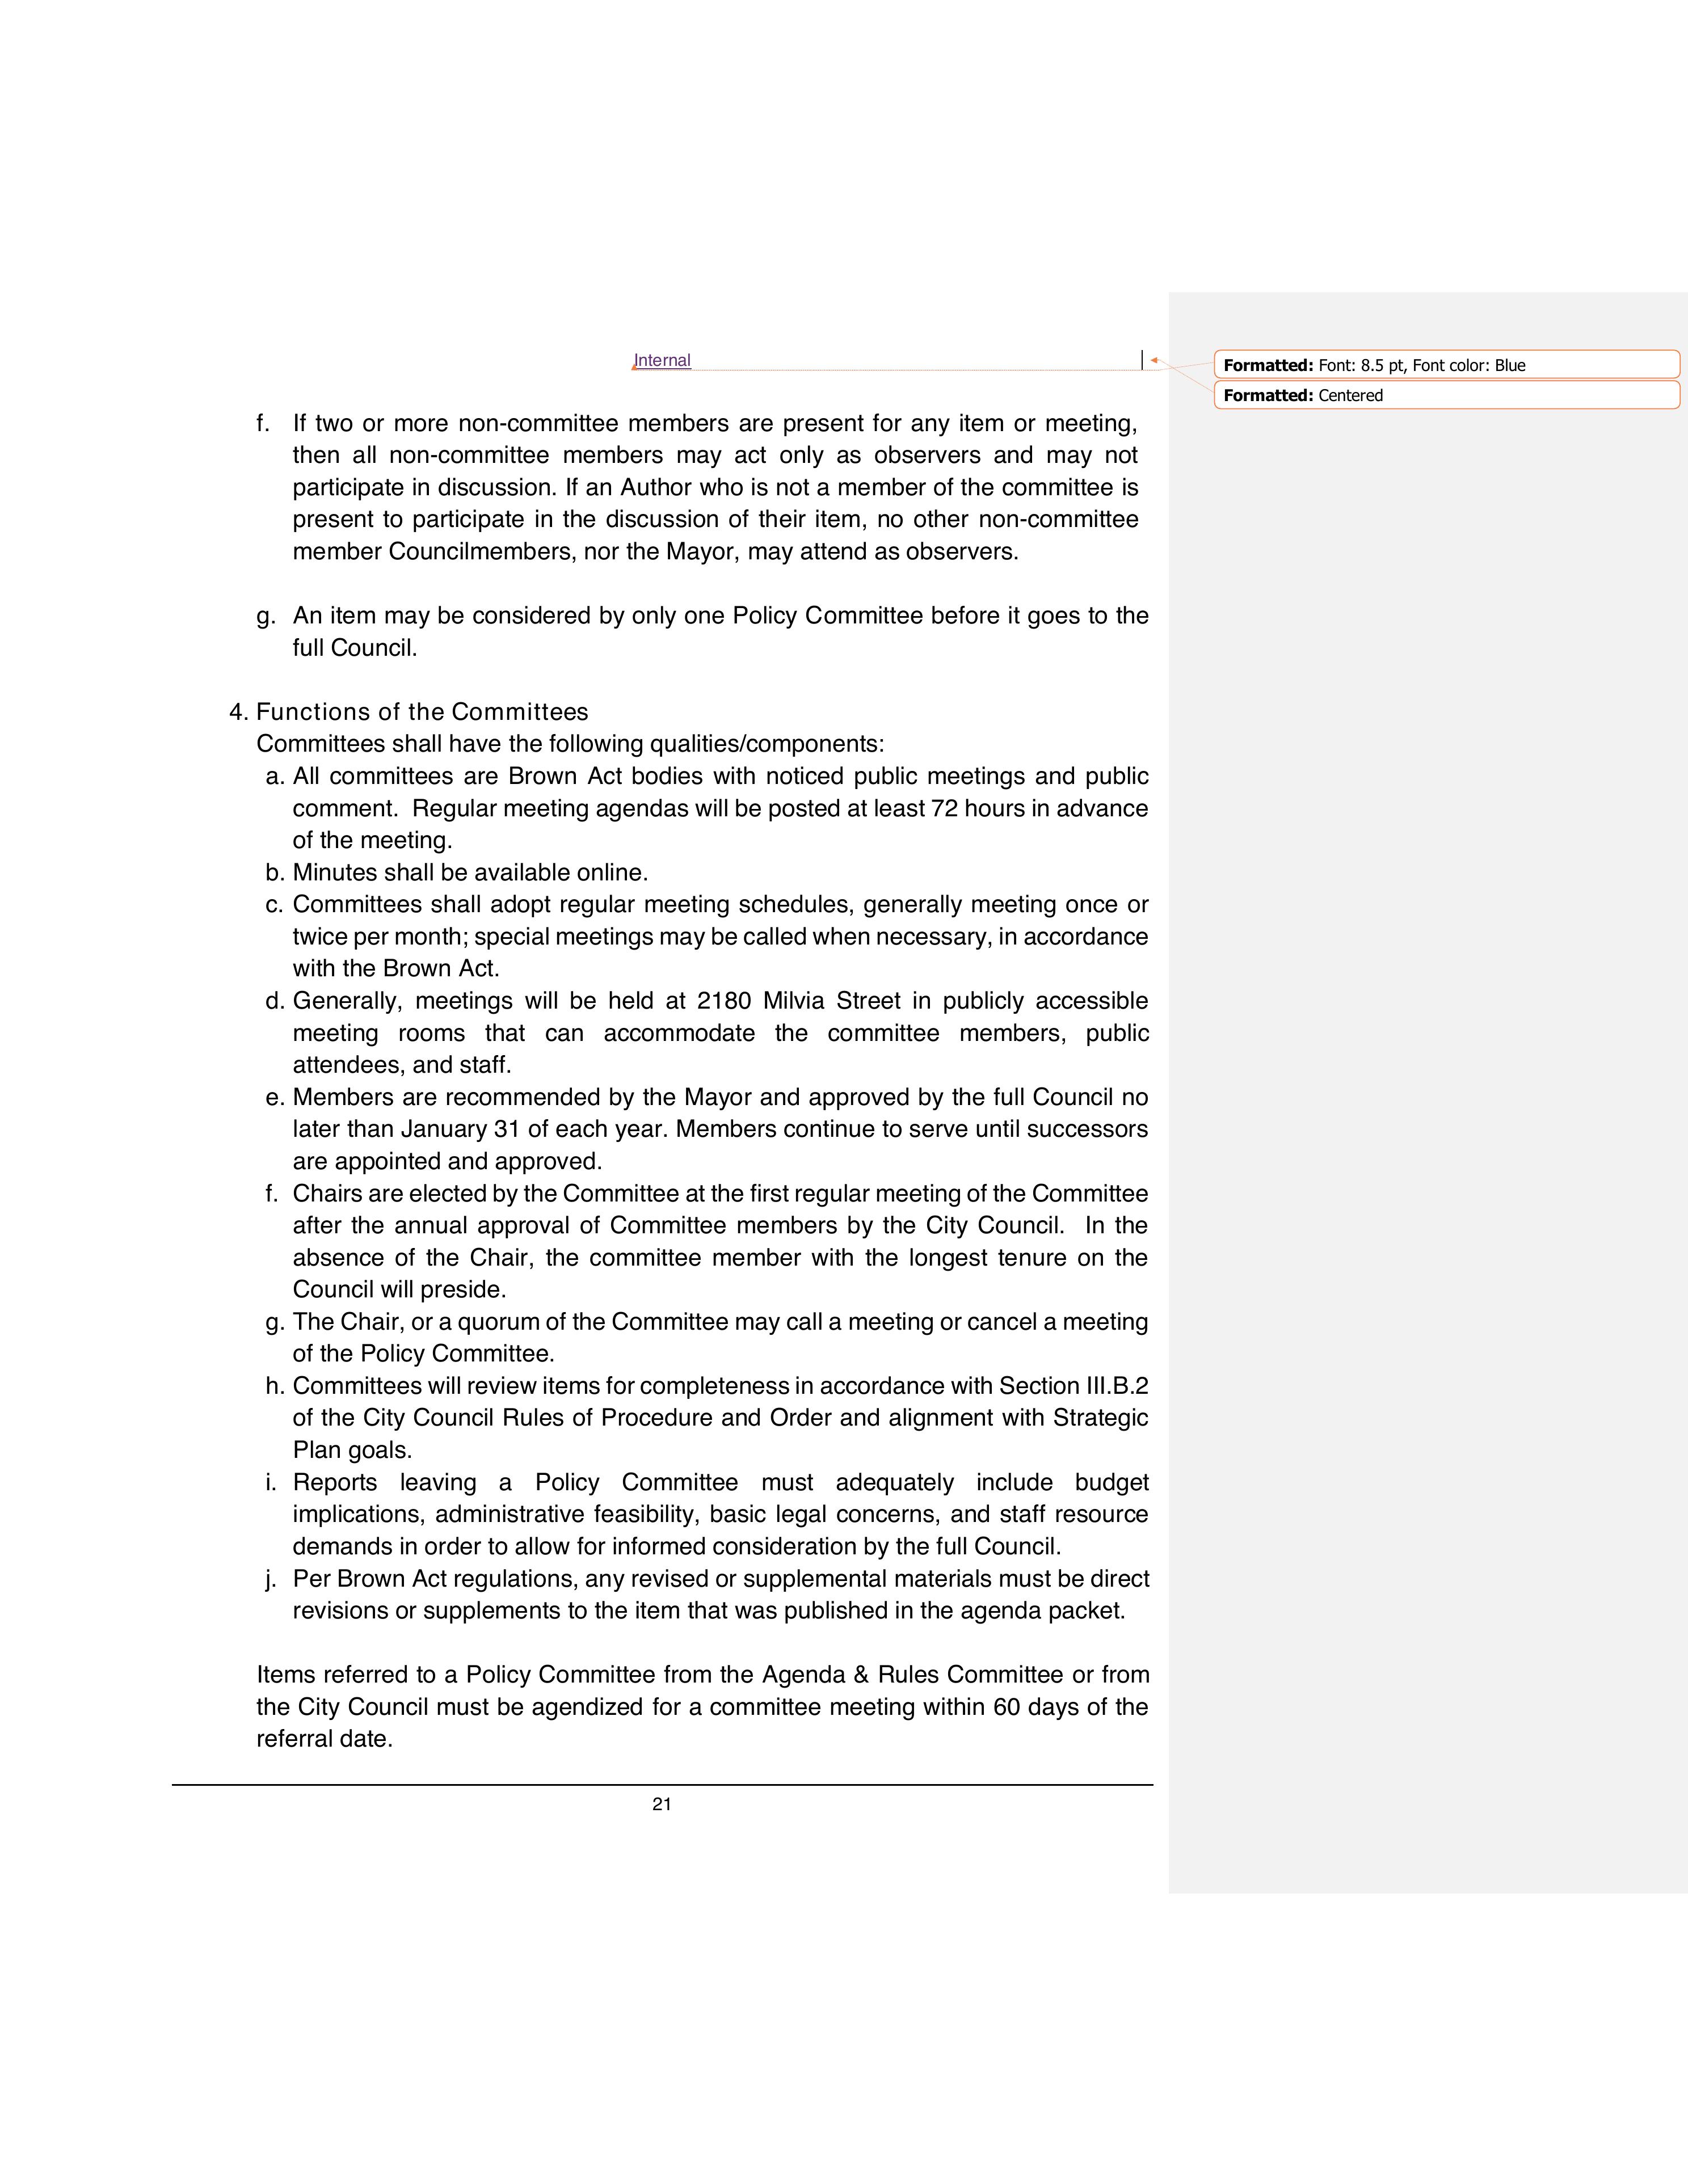 Internal
Formatted: Font: 8.5 pt, Font color: Blue
Formatted: Centered
f. If two or more non-committee members are present for any item or meeting,
then all non-committee members may act only as observers and may not
participate in discussion. If an Author who is not a member of the committee is
present to participate in the discussion of their item, no other non-committee
member Councilmembers, nor the Mayor, may attend as observers.
g. An item may be considered by only one Policy Committee before it goes to the
full Council.
4. Functions of the Committees
Committees shall have the following qualities/components:
a. All committees are Brown Act bodies with noticed public meetings and public
comment.  Regular meeting agendas will be posted at least 72 hours in advance
of the meeting.
b. Minutes shall be available online.
c. Committees shall adopt regular meeting schedules, generally meeting once or
twice per month; special meetings may be called when necessary, in accordance
with the Brown Act.
d. Generally, meetings will be held at 2180 Milvia Street in publicly accessible
meeting rooms that can accommodate the committee members, public
attendees, and staff.
e. Members are recommended by the Mayor and approved by the full Council no
later than January 31 of each year. Members continue to serve until successors
are appointed and approved.
f. Chairs are elected by the Committee at the first regular meeting of the Committee
after the annual approval of Committee members by the City Council.  In the
absence of the Chair, the committee member with the longest tenure on the
Council will preside.
g. The Chair, or a quorum of the Committee may call a meeting or cancel a meeting
of the Policy Committee.
h. Committees will review items for completeness in accordance with Section III.B.2
of the City Council Rules of Procedure and Order and alignment with Strategic
Plan goals.
i. Reports leaving a Policy Committee must adequately include budget
implications, administrative feasibility, basic legal concerns, and staff resource
demands in order to allow for informed consideration by the full Council.
j. Per Brown Act regulations, any revised or supplemental materials must be direct
revisions or supplements to the item that was published in the agenda packet.
Items referred to a Policy Committee from the Agenda & Rules Committee or from
the City Council must be agendized for a committee meeting within 60 days of the
referral date.
21